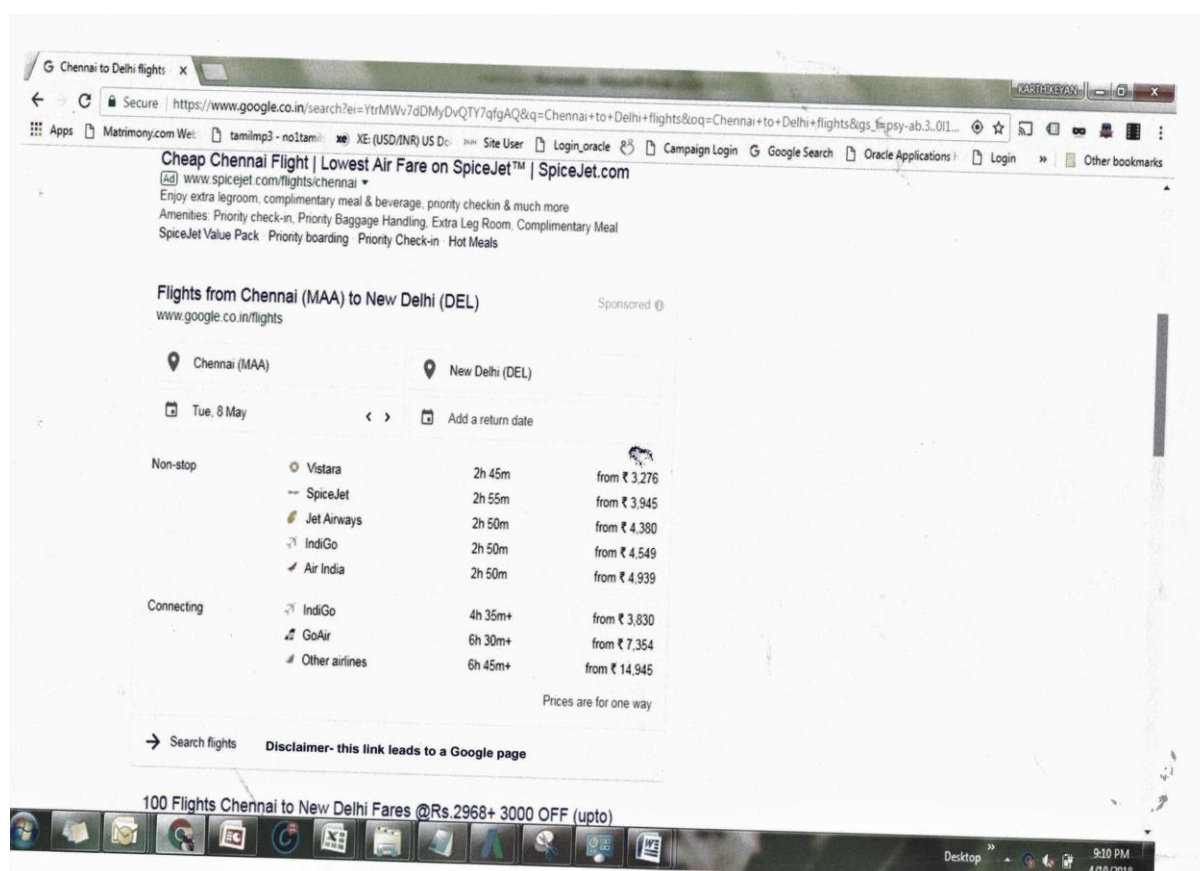 Chennai to Delhi flights X
KARTHIKEYAN
Secure https://www.google.co.in/search?ei=YtrMWv7dDMyDvQTY7qfgAQ&q=Chennai+to+Delhi+flights&oq=Chennai+to+Delhi+flights&gs_l=psy-ab.3..0l1...
Apps Matrimony.com Web tamilmp3 - no1tamil XE: (USD/INR) US Do Site User Login_oracle Campaign Login G Google Search Oracle Applications Login » Other bookmarks
Cheap Chennai Flight | Lowest Air Fare on SpiceJet™ | SpiceJet.com
Ad www.spicejet.com/flights/chennai
Enjoy extra legroom, complimentary meal & beverage, priority checkin & much more
Amenities: Priority check-in, Priority Baggage Handling, Extra Leg Room, Complimentary Meal
SpiceJet Value Pack · Priority boarding · Priority Check-in · Hot Meals
Flights from Chennai (MAA) to New Delhi (DEL) Sponsored
www.google.co.in/flights
Chennai (MAA) New Delhi (DEL)
Tue, 8 May < > Add a return date
Non-stop Vistara 2h 45m from ₹ 3,276
SpiceJet 2h 55m from ₹ 3,945
Jet Airways 2h 50m from ₹ 4,380
IndiGo 2h 50m from ₹ 4,549
Air India 2h 50m from ₹ 4,939
Connecting IndiGo 4h 35m+ from ₹ 3,830
GoAir 6h 30m+ from ₹ 7,354
Other airlines 6h 45m+ from ₹ 14,945
Prices are for one way
Search flights Disclaimer- this link leads to a Google page
100 Flights Chennai to New Delhi Fares @Rs.2968+ 3000 OFF (upto)
Desktop » 9:10 PM
4/10/2018